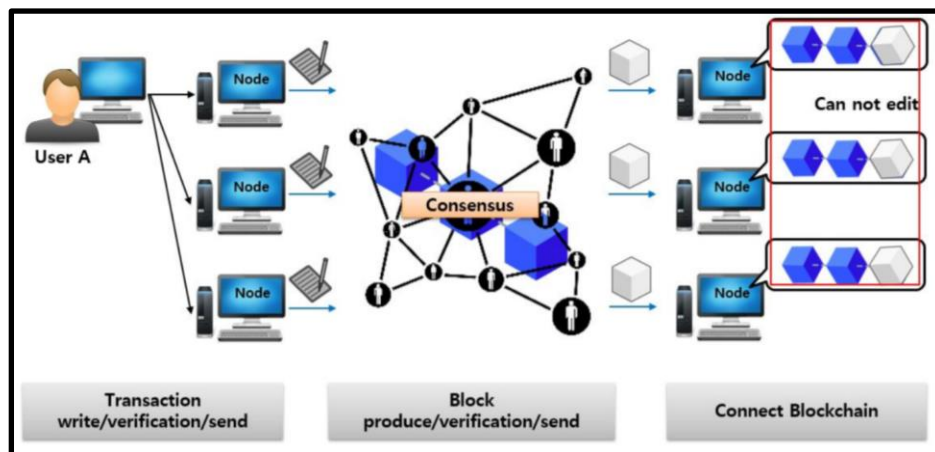 Node
Node
Can not edit
User A
Node
Node
Consensus
Node
Node
Transaction
write/verification/send
Block
produce/verification/send
Connect Blockchain